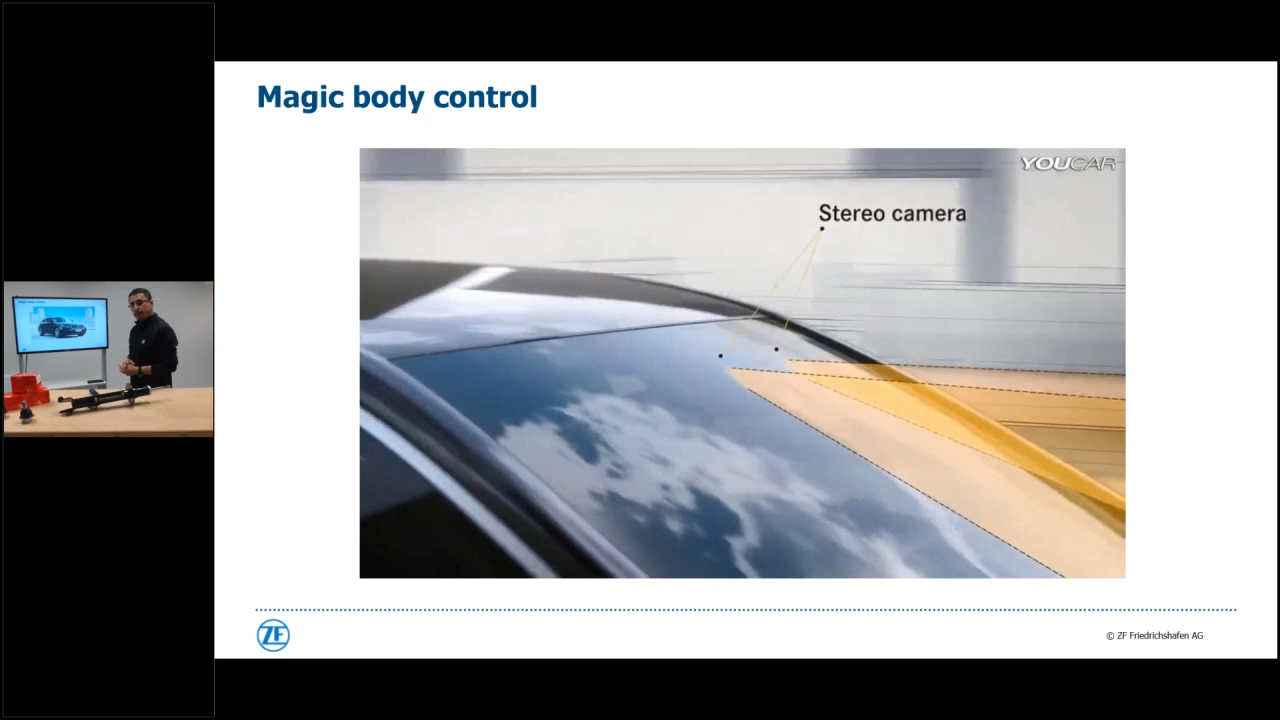 Magic body control
YOUCAR
Stereo camera
ZF
© ZF Friedrichshafen AG